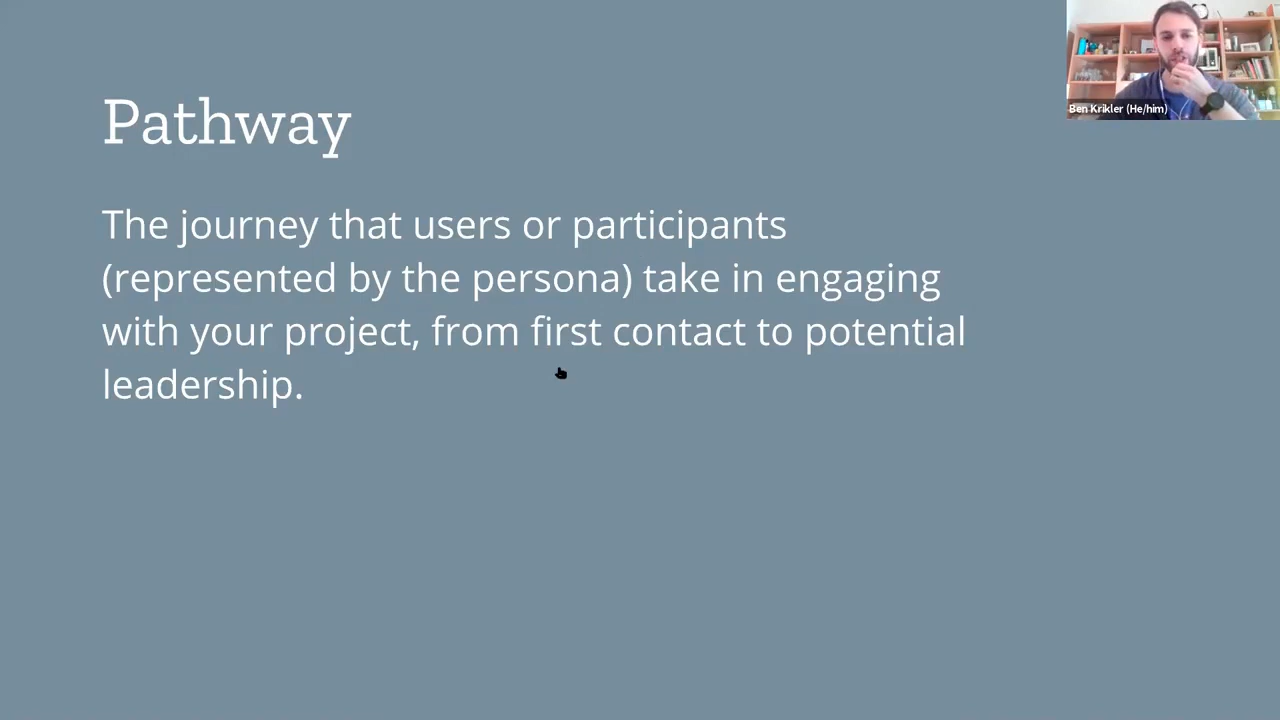 Pathway
The journey that users or participants
(represented by the persona) take in engaging
with your project, from first contact to potential
leadership.
Ben Krikler (He/him)